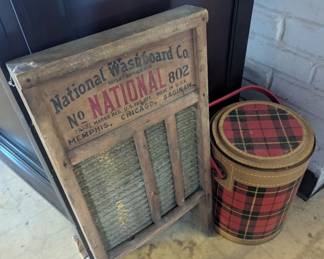 National Washboard Co.
No NATIONAL 802
MEMPHIS, CHICAGO, SAGINAW.